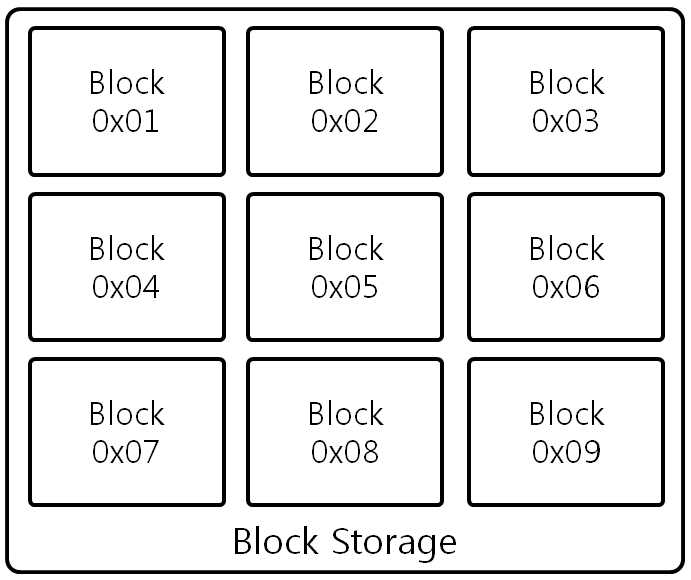 Block
0x01
Block
0x02
Block
0x03
Block
0x04
Block
0x05
Block
0x06
Block
0x07
Block
0x08
Block
0x09
Block Storage